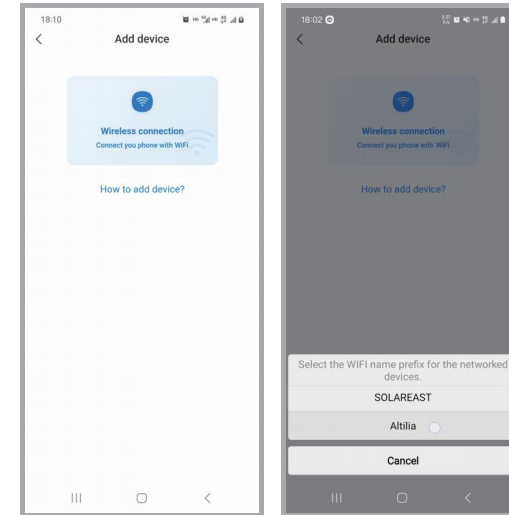 18:10
Add device
Wireless connection
Connect you phone with WiFi
How to add device?
18:02
Add device
Wireless connection
Connect you phone with WiFi
How to add device?
Select the WIFI name prefix for the networked
devices.
SOLAREAST
Altilia
Cancel